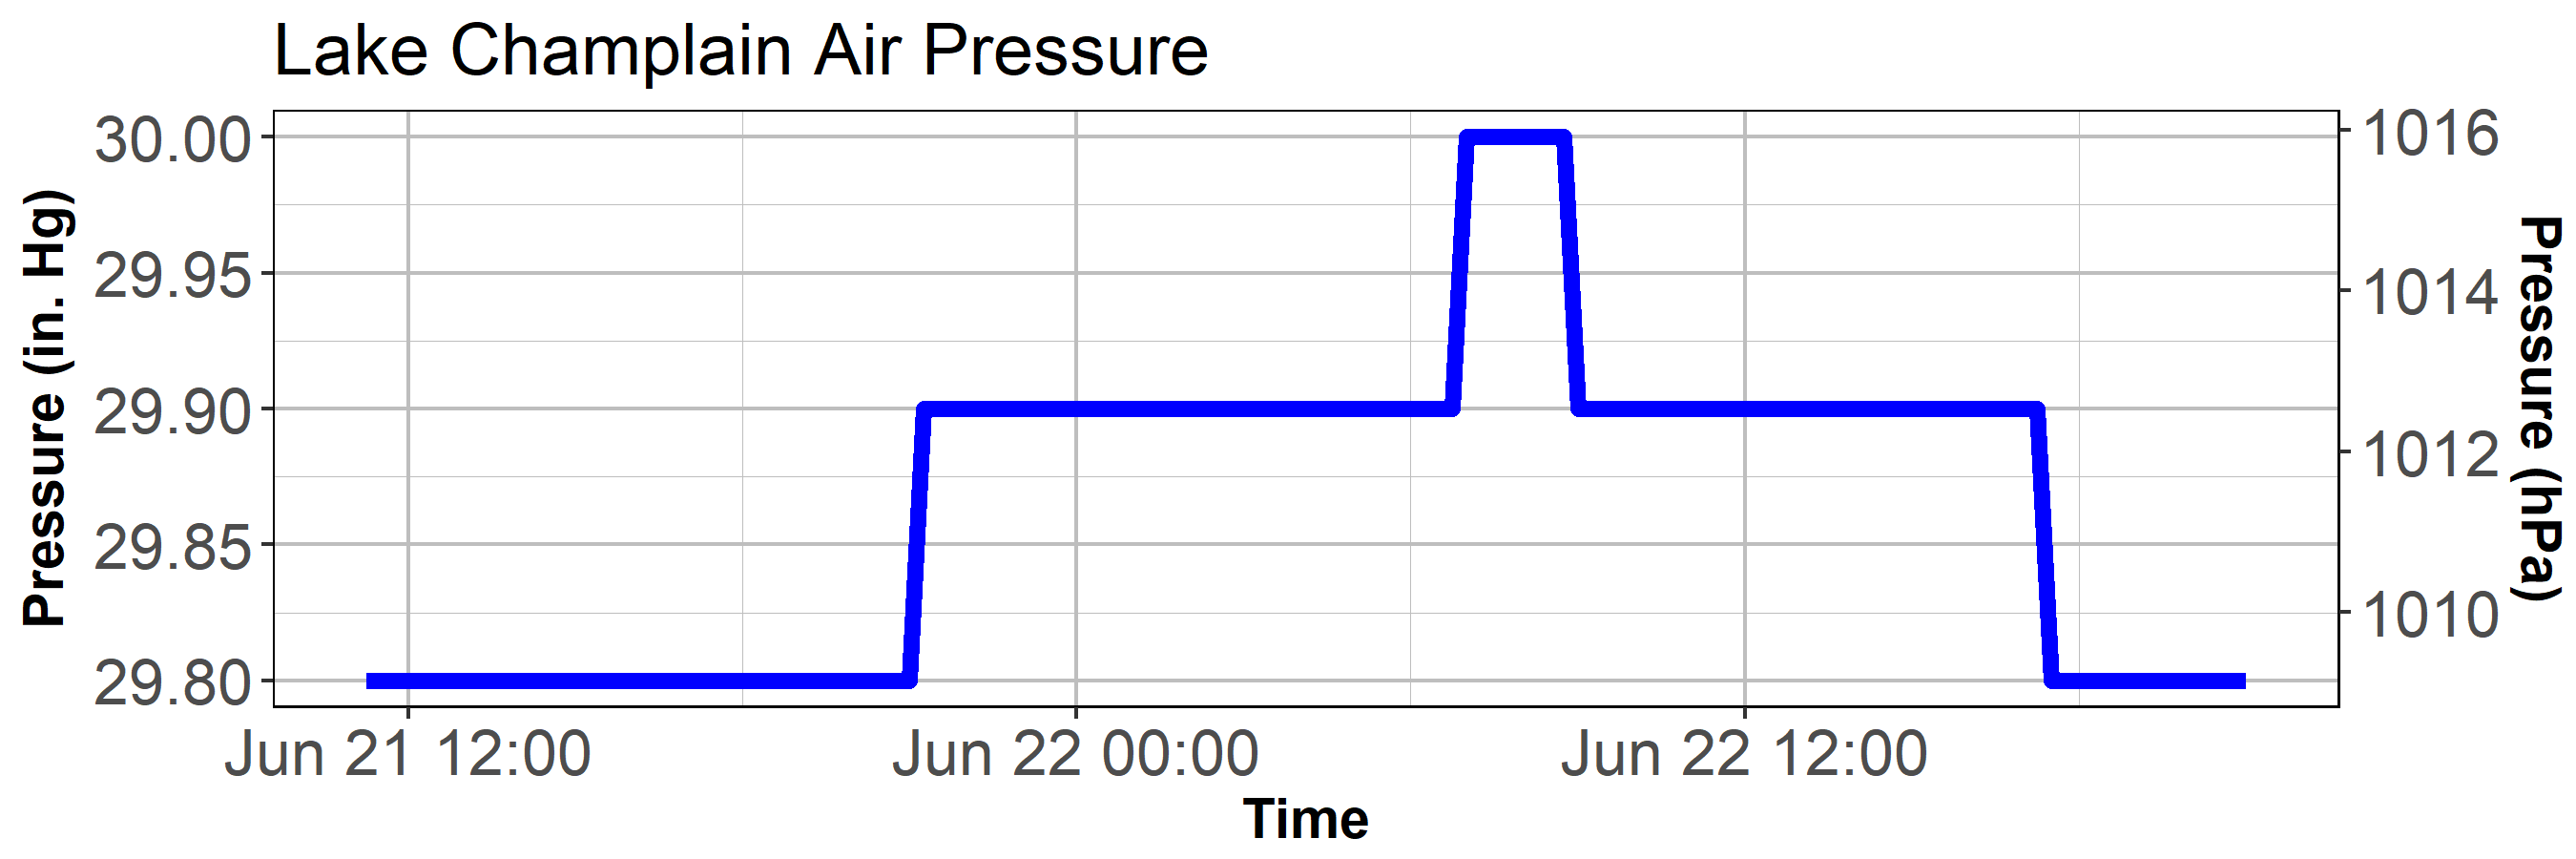 Lake Champlain Air Pressure
Pressure (in. Hg)
30.00
29.95
29.90
29.85
29.80
1016
1014
1012
1010
Pressure (hPa)
Jun 21 12:00
Jun 22 00:00
Jun 22 12:00
Time